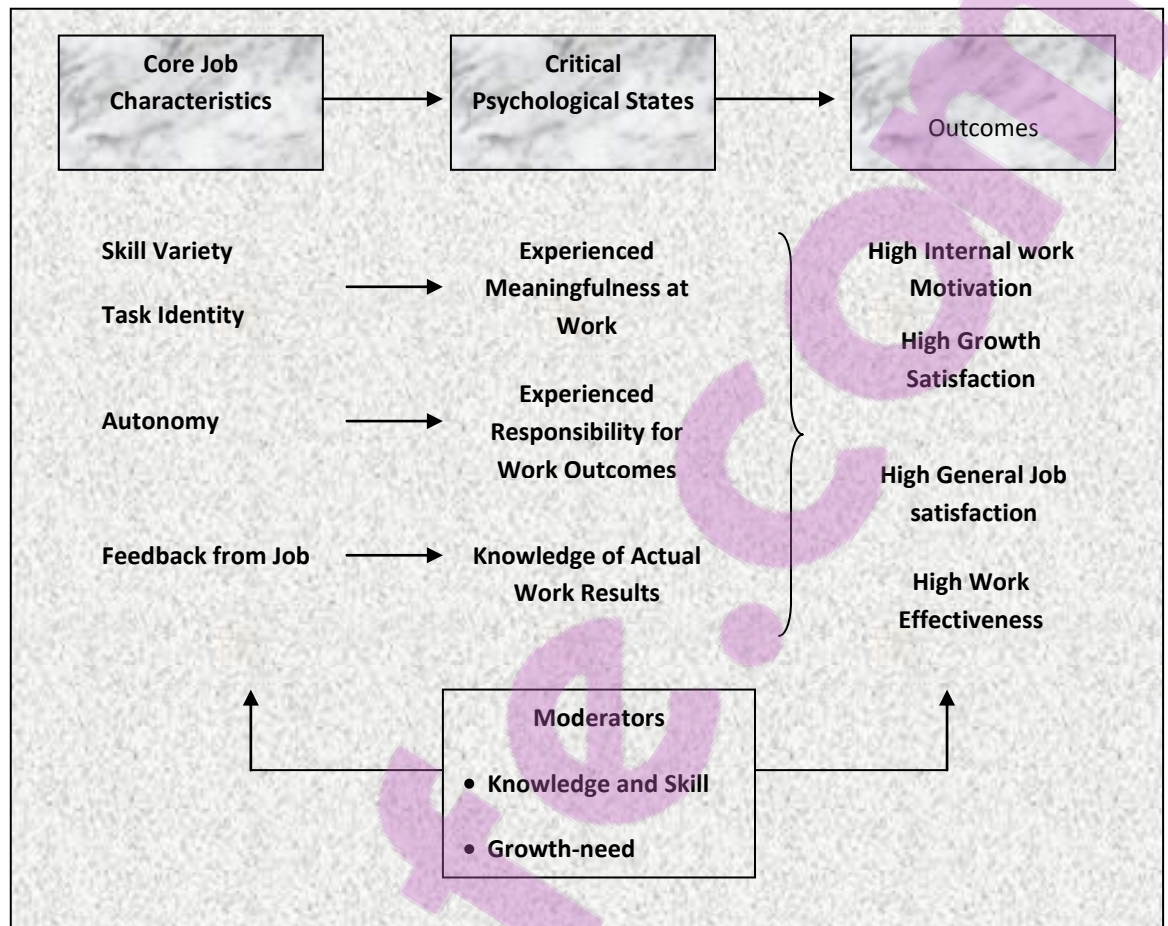 Core Job
Characteristics
Critical
Psychological States
Outcomes
Skill Variety
Task Identity
Experienced
Meaningfulness at
Work
High Internal work
Motivation
High Growth
Satisfaction
Autonomy
Experienced
Responsibility for
Work Outcomes
High General Job
satisfaction
Feedback from Job
Knowledge of Actual
Work Results
High Work
Effectiveness
Moderators
• Knowledge and Skill
• Growth-need
fe.com